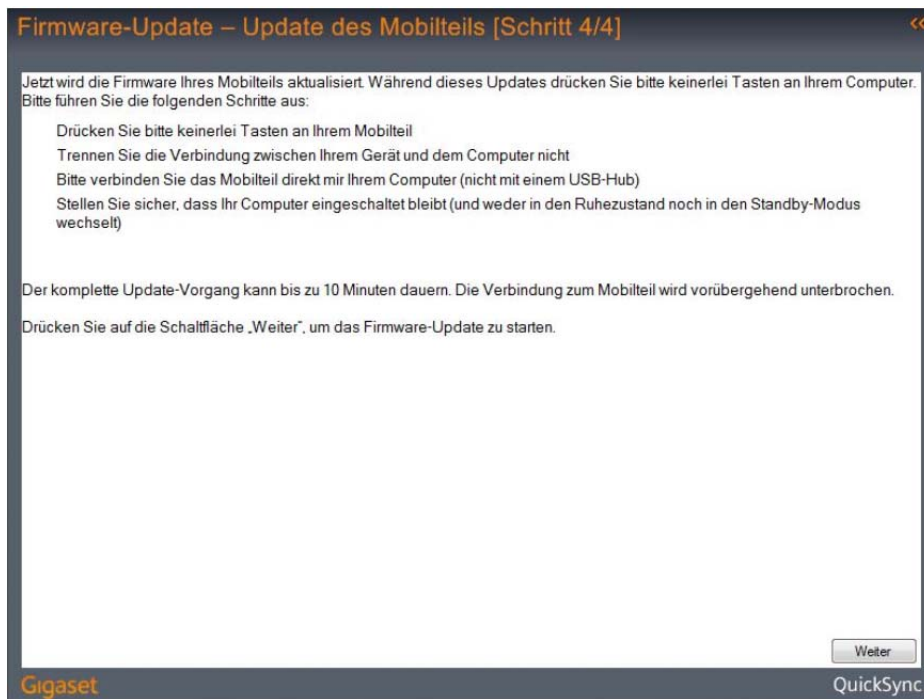 Firmware-Update – Update des Mobilteils [Schritt 4/4]
Jetzt wird die Firmware Ihres Mobilteils aktualisiert. Während dieses Updates drücken Sie bitte keinerlei Tasten an Ihrem Computer.
Bitte führen Sie die folgenden Schritte aus:
Drücken Sie bitte keinerlei Tasten an Ihrem Mobilteil
Trennen Sie die Verbindung zwischen Ihrem Gerät und dem Computer nicht
Bitte verbinden Sie das Mobilteil direkt mir Ihrem Computer (nicht mit einem USB-Hub)
Stellen Sie sicher, dass Ihr Computer eingeschaltet bleibt (und weder in den Ruhezustand noch in den Standby-Modus
wechselt)
Der komplette Update-Vorgang kann bis zu 10 Minuten dauern. Die Verbindung zum Mobilteil wird vorübergehend unterbrochen.
Drücken Sie auf die Schaltfläche „Weiter“, um das Firmware-Update zu starten.
Weiter
Gigaset
QuickSync